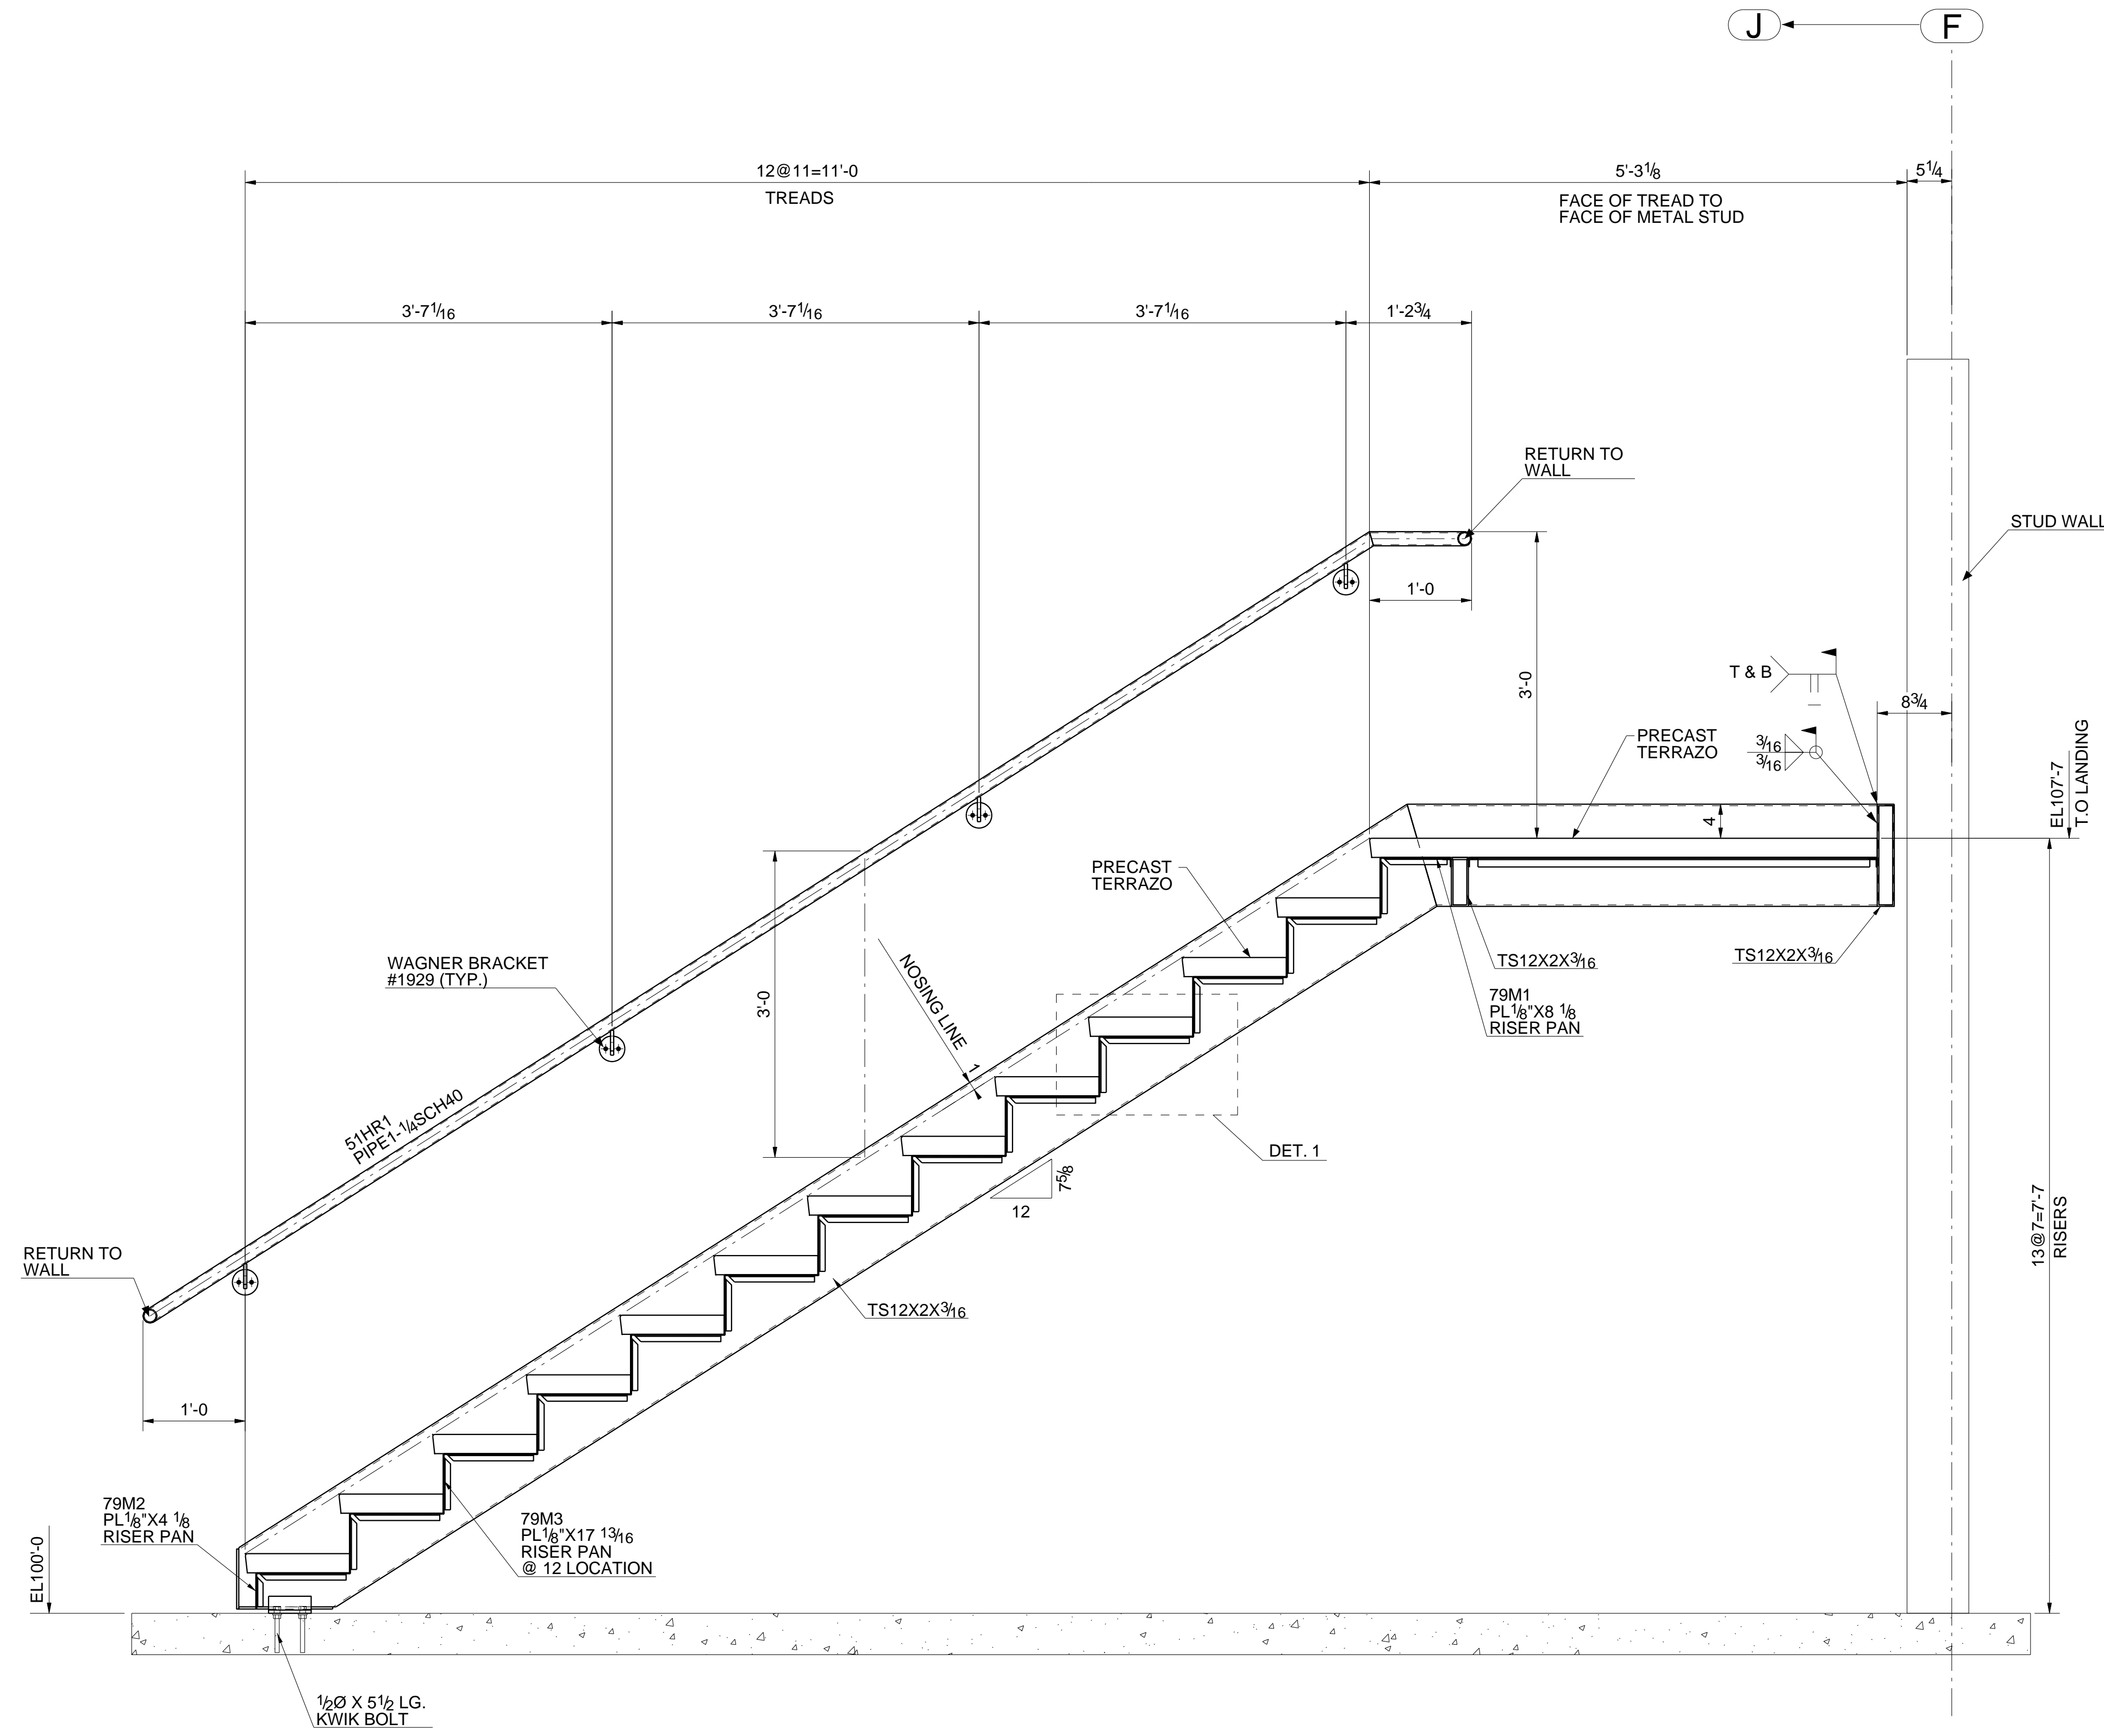 J
F
12@11=11'-0
TREADS
5'-3 1/8
FACE OF TREAD TO
FACE OF METAL STUD
5 1/4
3'-7 1/16
3'-7 1/16
3'-7 1/16
1'-2 3/4
RETURN TO
WALL
STUD WALL
1'-0
3'-0
T & B
8 3/4
3/16
3/16
PRECAST
TERRAZO
EL107'-7
T.O LANDING
4
PRECAST
TERRAZO
WAGNER BRACKET
#1929 (TYP.)
3'-0
NOSING LINE
1
TS12X2X3/16
TS12X2X3/16
79M1
PL1/8"X8 1/8
RISER PAN
51HR1
PIPE1-1/4SCH40
DET. 1
7 5/8
12
13@7=7'-7
RISERS
RETURN TO
WALL
TS12X2X3/16
1'-0
79M2
PL1/8"X4 1/8
RISER PAN
79M3
PL1/8"X17 13/16
RISER PAN
@ 12 LOCATION
EL100'-0
1/2Ø X 5 1/2 LG.
KWIK BOLT